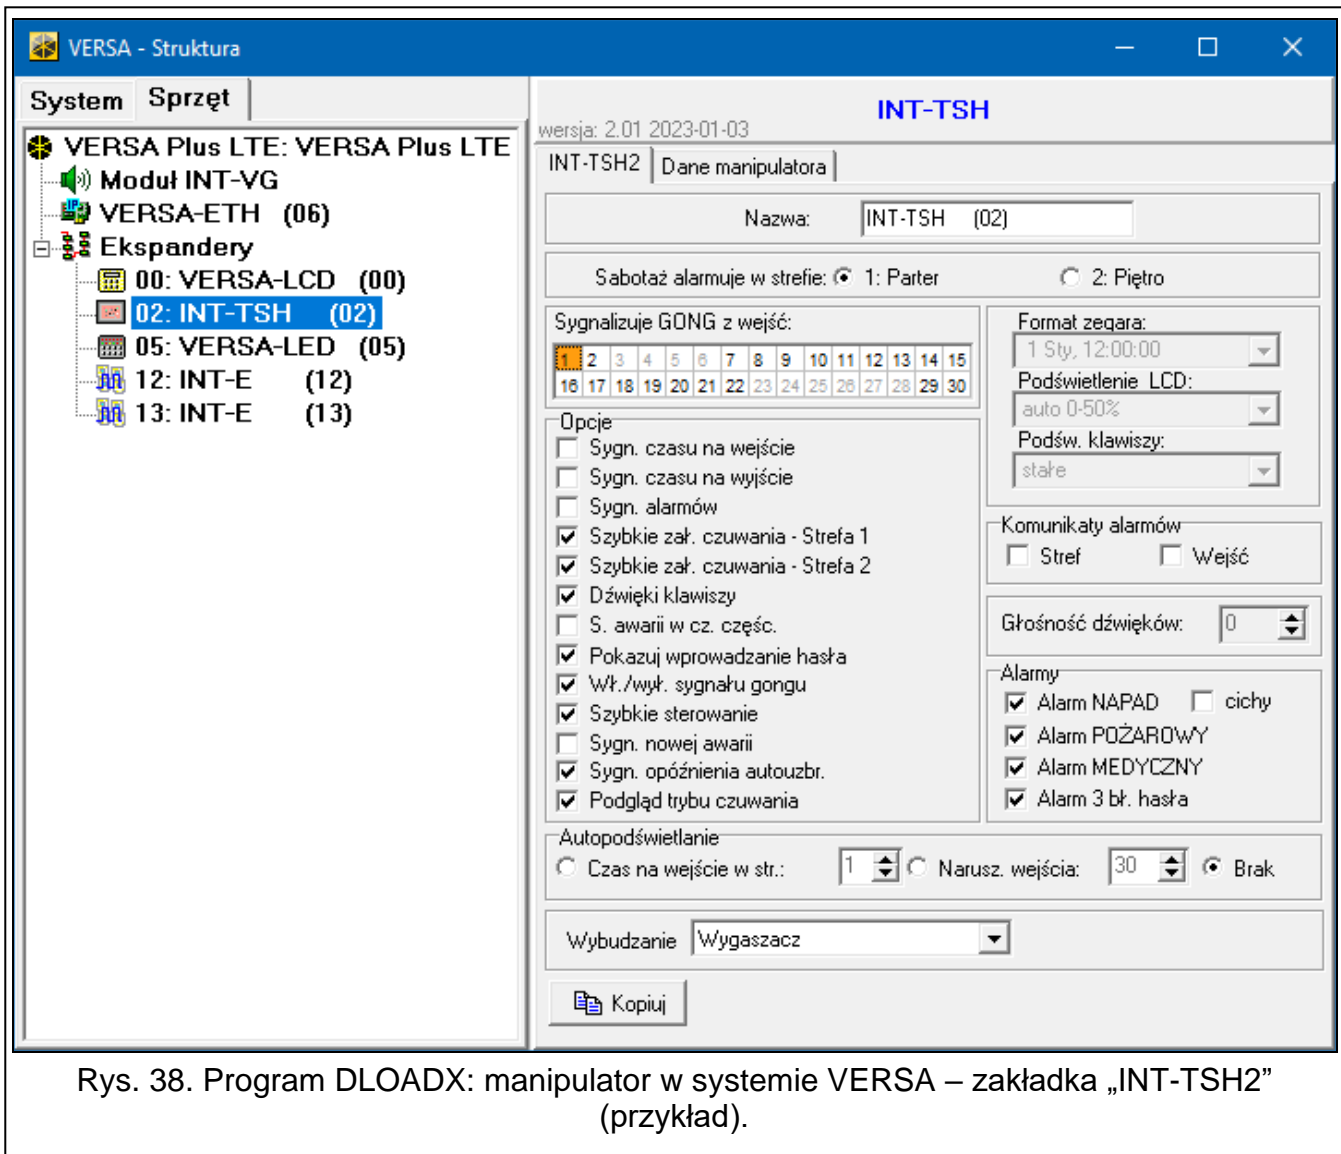 VERSA - Struktura
System Sprzęt
VERSA Plus LTE: VERSA Plus LTE
Moduł INT-VG
VERSA-ETH (06)
Ekspandery
00: VERSA-LCD (00)
02: INT-TSH (02)
05: VERSA-LED (05)
12: INT-E (12)
13: INT-E (13)
INT-TSH
wersja: 2.01 2023-01-03
INT-TSH2 Dane manipulatora
Nazwa: INT-TSH (02)
Sabotaż alarmuje w strefie: 1: Parter 2: Piętro
Sygnalizuje GONG z wejść:
1 2 3 4 5 6 7 8 9 10 11 12 13 14 15
16 17 18 19 20 21 22 23 24 25 26 27 28 29 30
Opcje
Sygn. czasu na wejście
Sygn. czasu na wyjście
Sygn. alarmów
Szybkie zał. czuwania - Strefa 1
Szybkie zał. czuwania - Strefa 2
Dźwięki klawiszy
S. awarii w cz. częśc.
Pokazuj wprowadzanie hasła
Wł./wył. sygnału gongu
Szybkie sterowanie
Sygn. nowej awarii
Sygn. opóźnienia autouzbr.
Podgląd trybu czuwania
Format zegara:
1 Sty, 12:00:00
Podświetlenie LCD:
auto 0-50%
Podśw. klawiszy:
stałe
Komunikaty alarmów
Stref Wejść
Głośność dźwięków: 0
Alarmy
Alarm NAPAD cichy
Alarm POŻAROWY
Alarm MEDYCZNY
Alarm 3 bł. hasła
Autopodświetlanie
Czas na wejście w str.: 1 Narusz. wejścia: 30 Brak
Wybudzanie Wygaszacz
Kopiuj
Rys. 38. Program DLOADX: manipulator w systemie VERSA – zakładka „INT-TSH2”
(przykład).